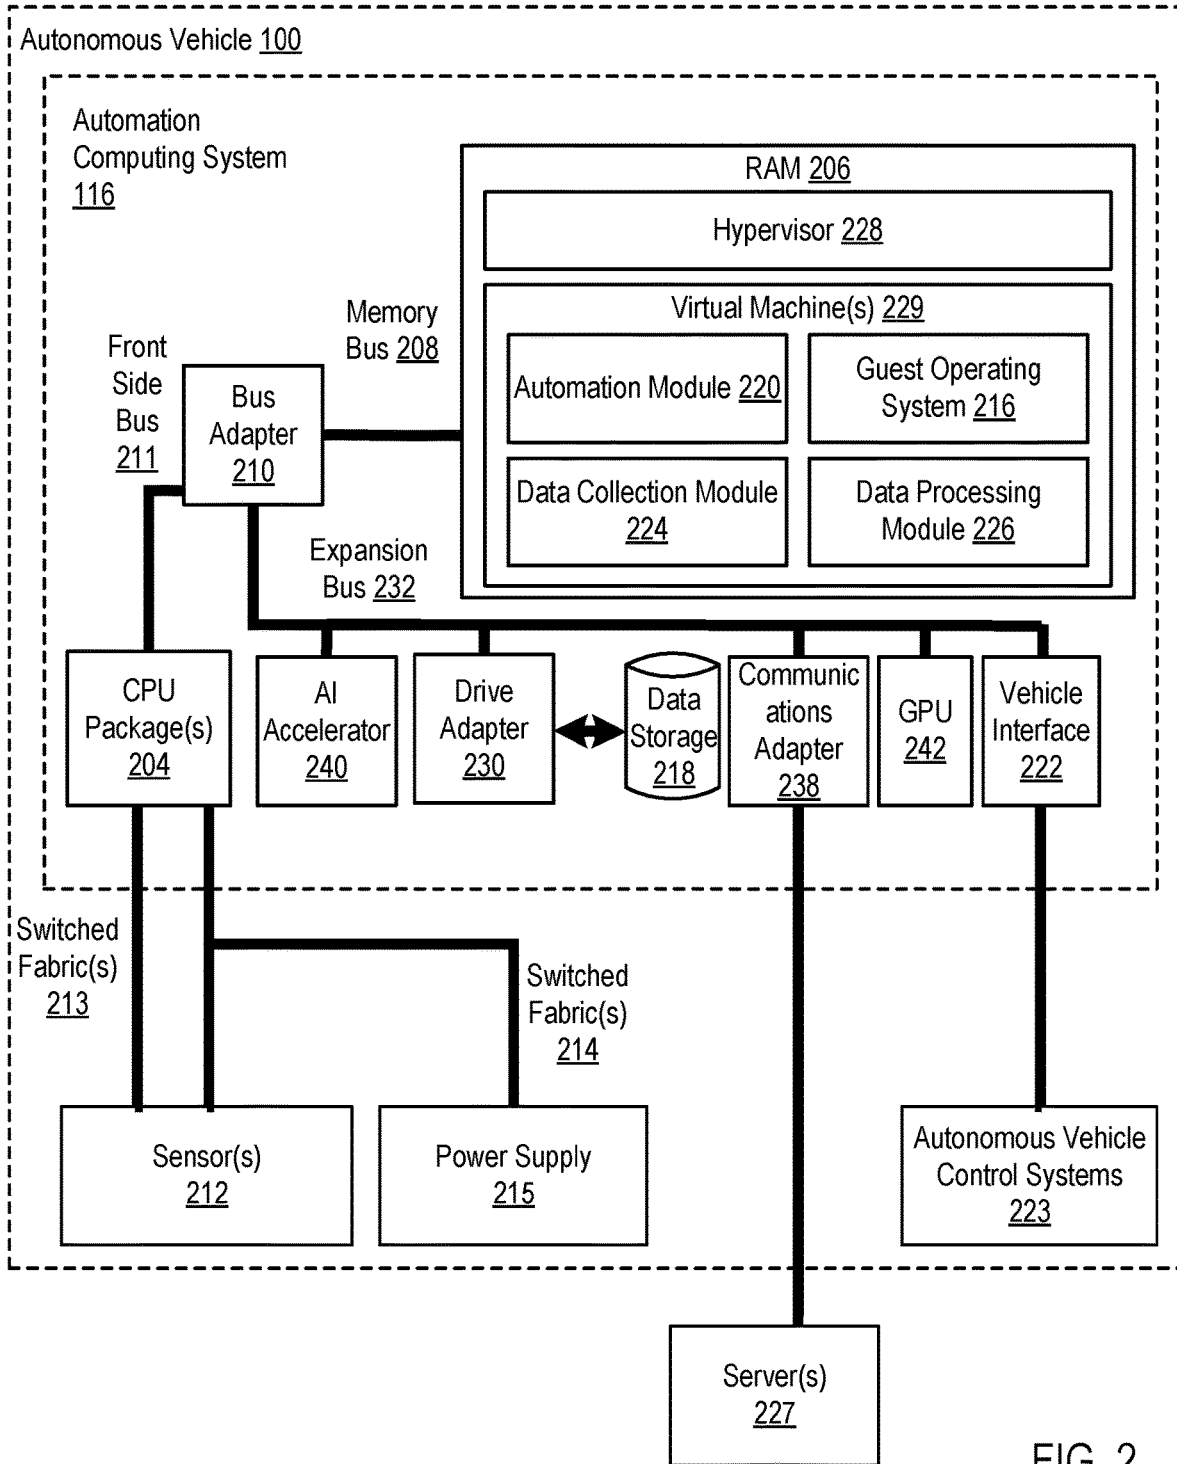 Autonomous Vehicle 100
Automation
Computing System
116
RAM 206
Hypervisor 228
Virtual Machine(s) 229
Automation Module 220
Guest Operating
System 216
Data Collection Module
224
Data Processing
Module 226
Memory
Bus 208
Front
Side
Bus
211
Bus
Adapter
210
Expansion
Bus 232
CPU
Package(s)
204
AI
Accelerator
240
Drive
Adapter
230
Data
Storage
218
Communic
ations
Adapter
238
GPU
242
Vehicle
Interface
222
Switched
Fabric(s)
213
Switched
Fabric(s)
214
Sensor(s)
212
Power Supply
215
Autonomous Vehicle
Control Systems
223
Server(s)
227
FIG. 2